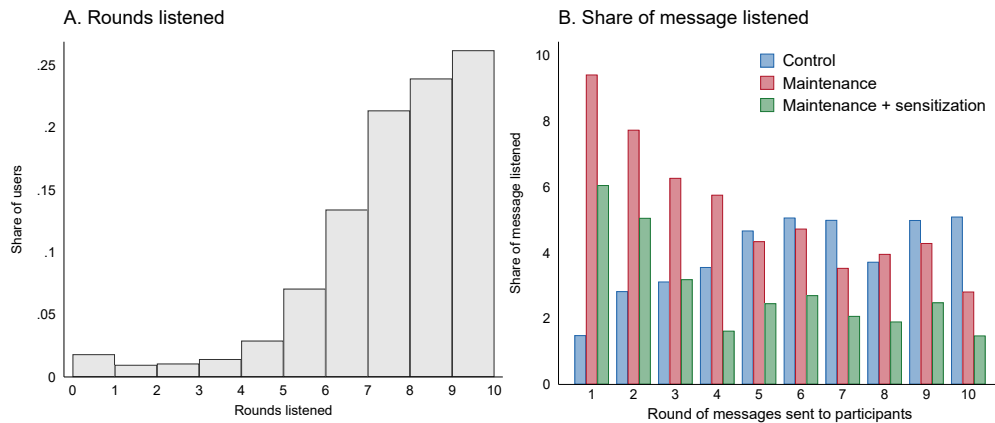 A. Rounds listened
Share of users
.25
.2
.15
.1
.05
0
0 1 2 3 4 5 6 7 8 9 10
Rounds listened
B. Share of message listened
Control
Maintenance
Maintenance + sensitization
Share of message listened
10
8
6
4
2
0
1 2 3 4 5 6 7 8 9 10
Round of messages sent to participants